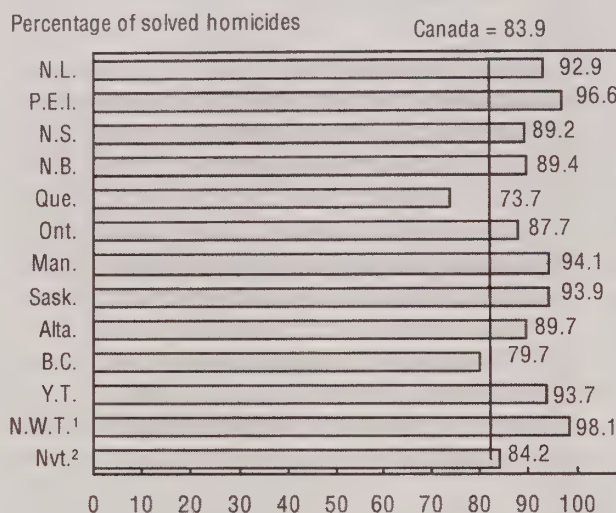 Percentage of solved homicides
Canada = 83.9
N.L. 92.9
P.E.I. 96.6
N.S. 89.2
N.B. 89.4
Que. 73.7
Ont. 87.7
Man. 94.1
Sask. 93.9
Alta. 89.7
B.C. 79.7
Y.T. 93.7
N.W.T.¹ 98.1
Nvt.² 84.2
0 10 20 30 40 50 60 70 80 90 100